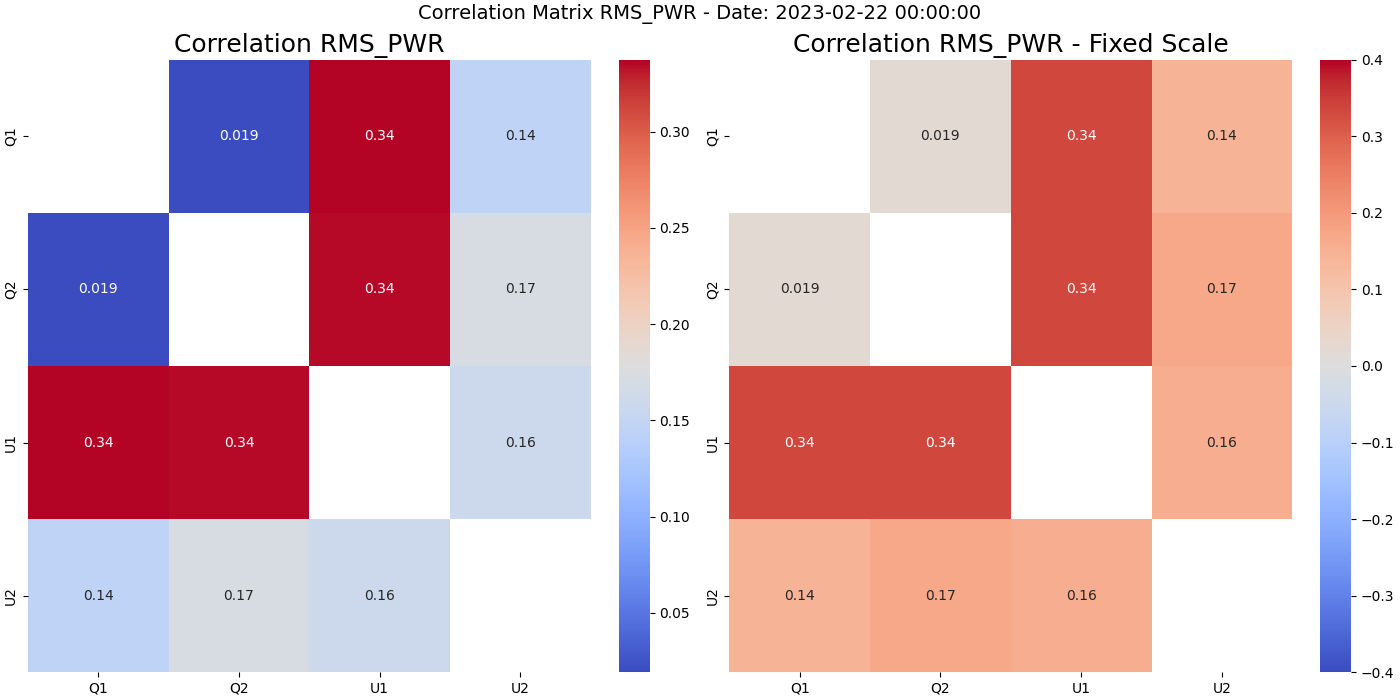 Correlation Matrix RMS_PWR - Date: 2023-02-22 00:00:00
Correlation RMS_PWR
Q1
0.019
0.34
0.14
Q2
0.019
0.34
0.17
U1
0.34
0.34
0.16
U2
0.14
0.17
0.16
Q1
Q2
U1
U2
0.30
0.25
0.20
0.15
0.10
0.05
Correlation RMS_PWR - Fixed Scale
Q1
0.019
0.34
0.14
Q2
0.019
0.34
0.17
U1
0.34
0.34
0.16
U2
0.14
0.17
0.16
Q1
Q2
U1
U2
0.4
0.3
0.2
0.1
0.0
−0.1
−0.2
−0.3
−0.4